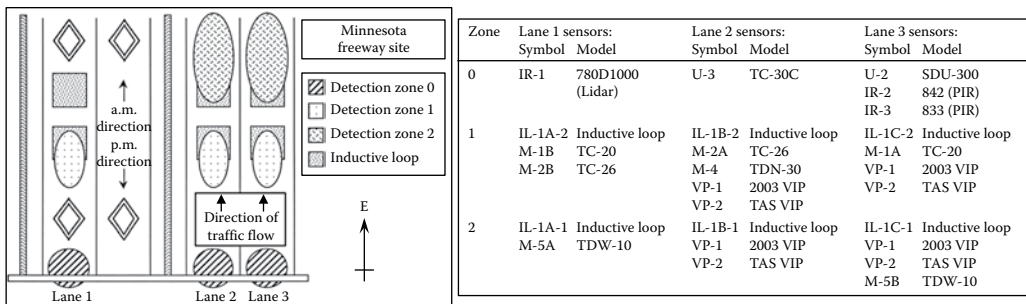 Minnesota
freeway site
Detection zone 0
Detection zone 1
Detection zone 2
Inductive loop
a.m.
direction
p.m.
direction
Direction of
traffic flow
E
Lane 1
Lane 2
Lane 3
Zone Lane 1 sensors: Lane 2 sensors: Lane 3 sensors:
Symbol Model Symbol Model Symbol Model
0 IR-1 780D1000 U-3 TC-30C U-2 SDU-300
(Lidar) IR-2 842 (PIR)
IR-3 833 (PIR)
1 IL-1A-2 Inductive loop IL-1B-2 Inductive loop IL-1C-2 Inductive loop
M-1B TC-20 M-2A TC-26 M-1A TC-20
M-2B TC-26 M-4 TDN-30 VP-1 2003 VIP
VP-1 2003 VIP VP-2 TAS VIP
VP-2 TAS VIP
2 IL-1A-1 Inductive loop IL-1B-1 Inductive loop IL-1C-1 Inductive loop
M-5A TDW-10 VP-1 2003 VIP VP-1 2003 VIP
VP-2 TAS VIP VP-2 TAS VIP
M-5B TDW-10